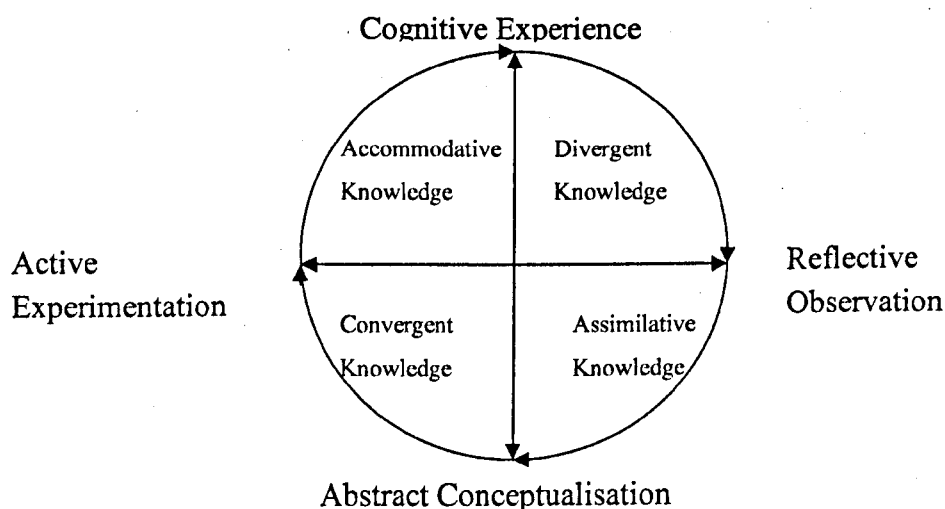 Cognitive Experience
Accommodative
Knowledge
Divergent
Knowledge
Active
Experimentation
Reflective
Observation
Convergent
Knowledge
Assimilative
Knowledge
Abstract Conceptualisation